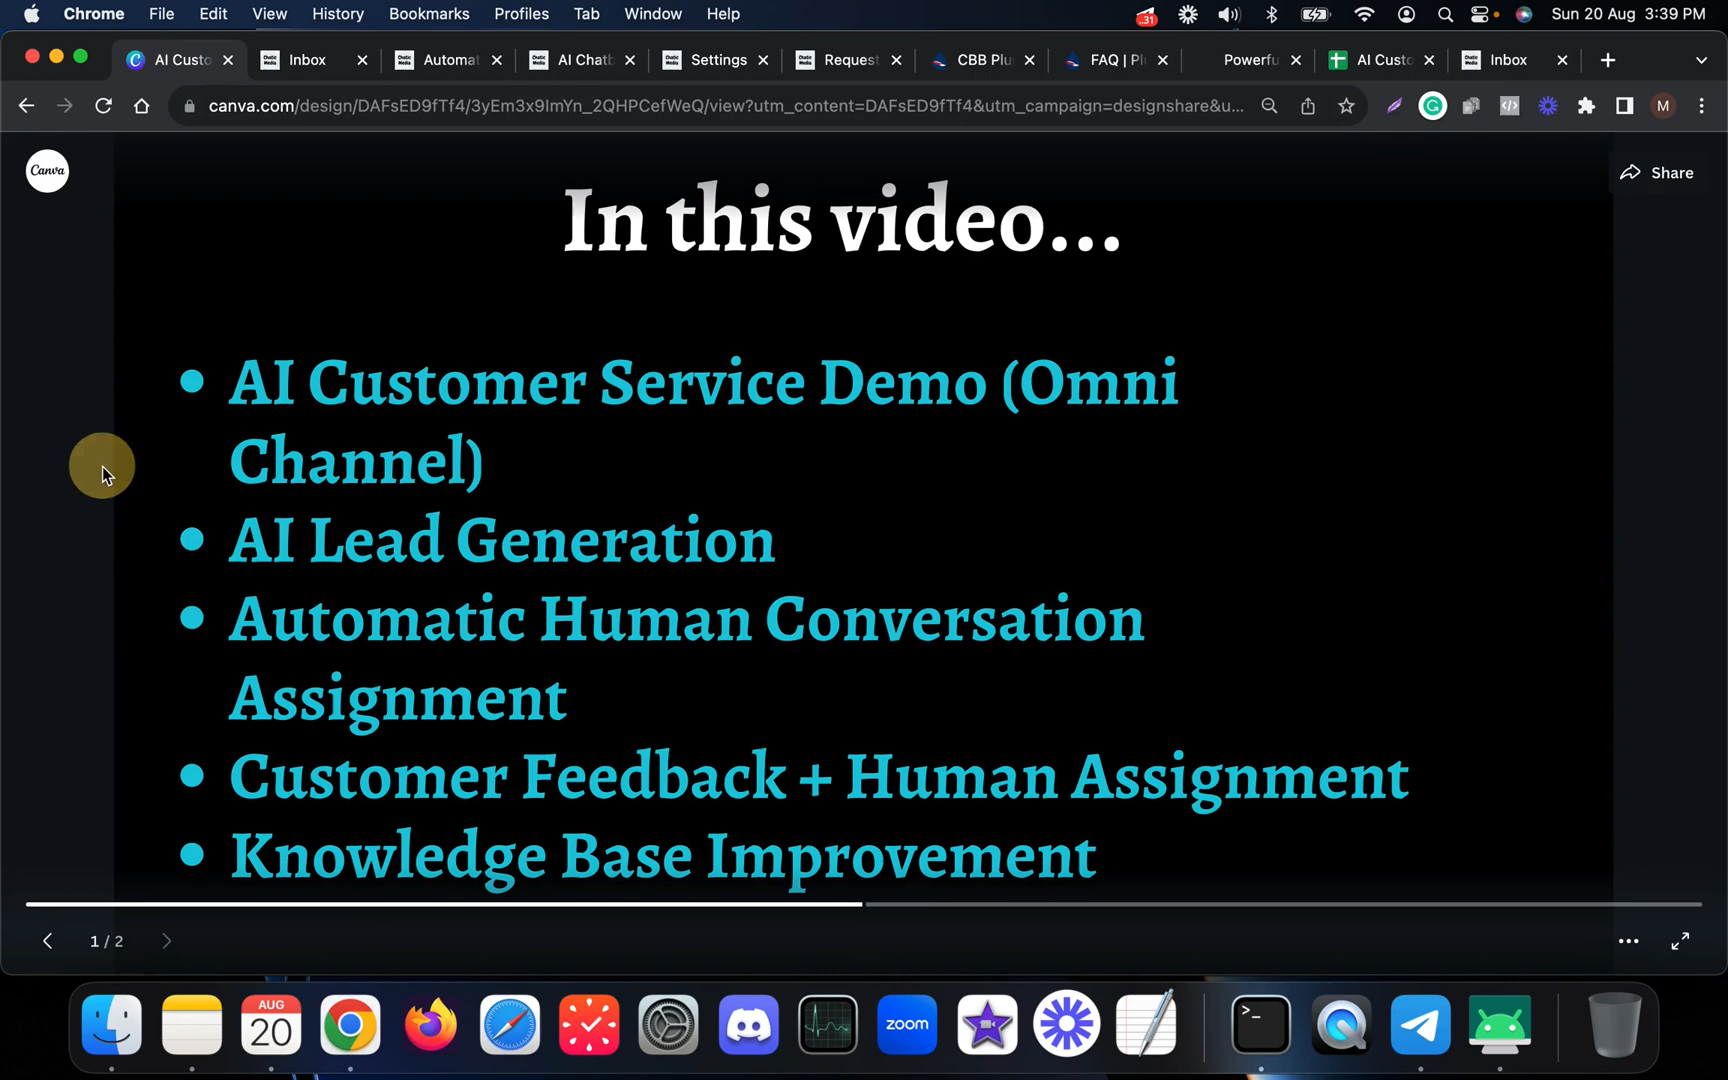 Chrome File Edit View History Bookmarks Profiles Tab Window Help Sun 20 Aug 3:39 PM
AI Custo Inbox Automat AI Chatb Settings Request CBB Plu FAQ | Pl Powerfu AI Custo Inbox
canva.com/design/DAFsED9fTf4/3yEm3x9ImYn_2QHPCefWeQ/view?utm_content=DAFsED9fTf4&utm_campaign=designshare&u... M
Canva
Share
In this video...
• AI Customer Service Demo (Omni
Channel)
• AI Lead Generation
• Automatic Human Conversation
Assignment
• Customer Feedback + Human Assignment
• Knowledge Base Improvement
1 / 2
AUG
20
zoom